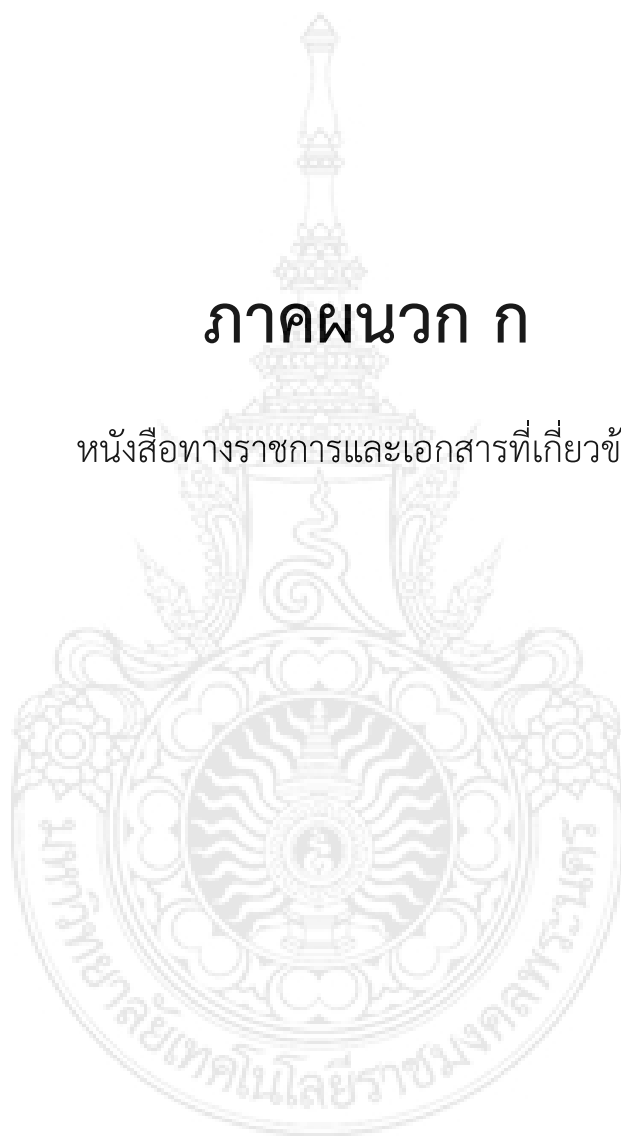 ภาคผนวก ก
หนังสือทางราชการและเอกสารที่เกี่ยวข้
มหาวิทยาลัยเทคโนโลยีราชมงคลพระนคร